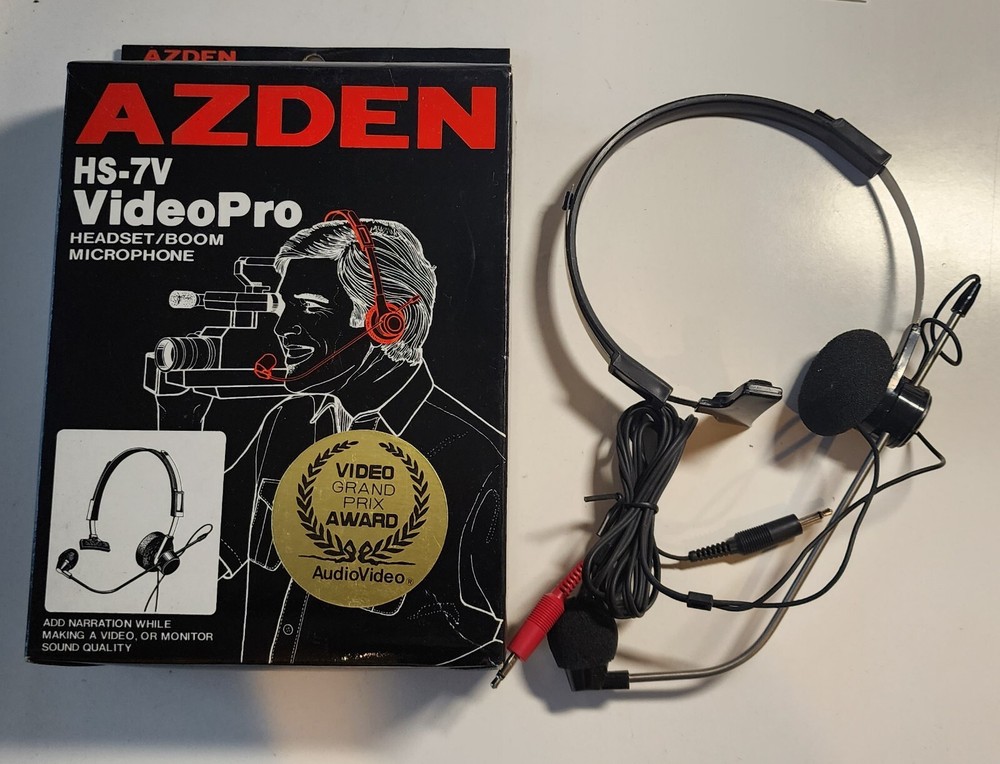 AZDEN
AZDEN
HS-7V
VideoPro
HEADSET/BOOM
MICROPHONE
VIDEO
GRAND
PRIX
AWARD
AudioVideo®
ADD NARRATION WHILE
MAKING A VIDEO, OR MONITOR
SOUND QUALITY